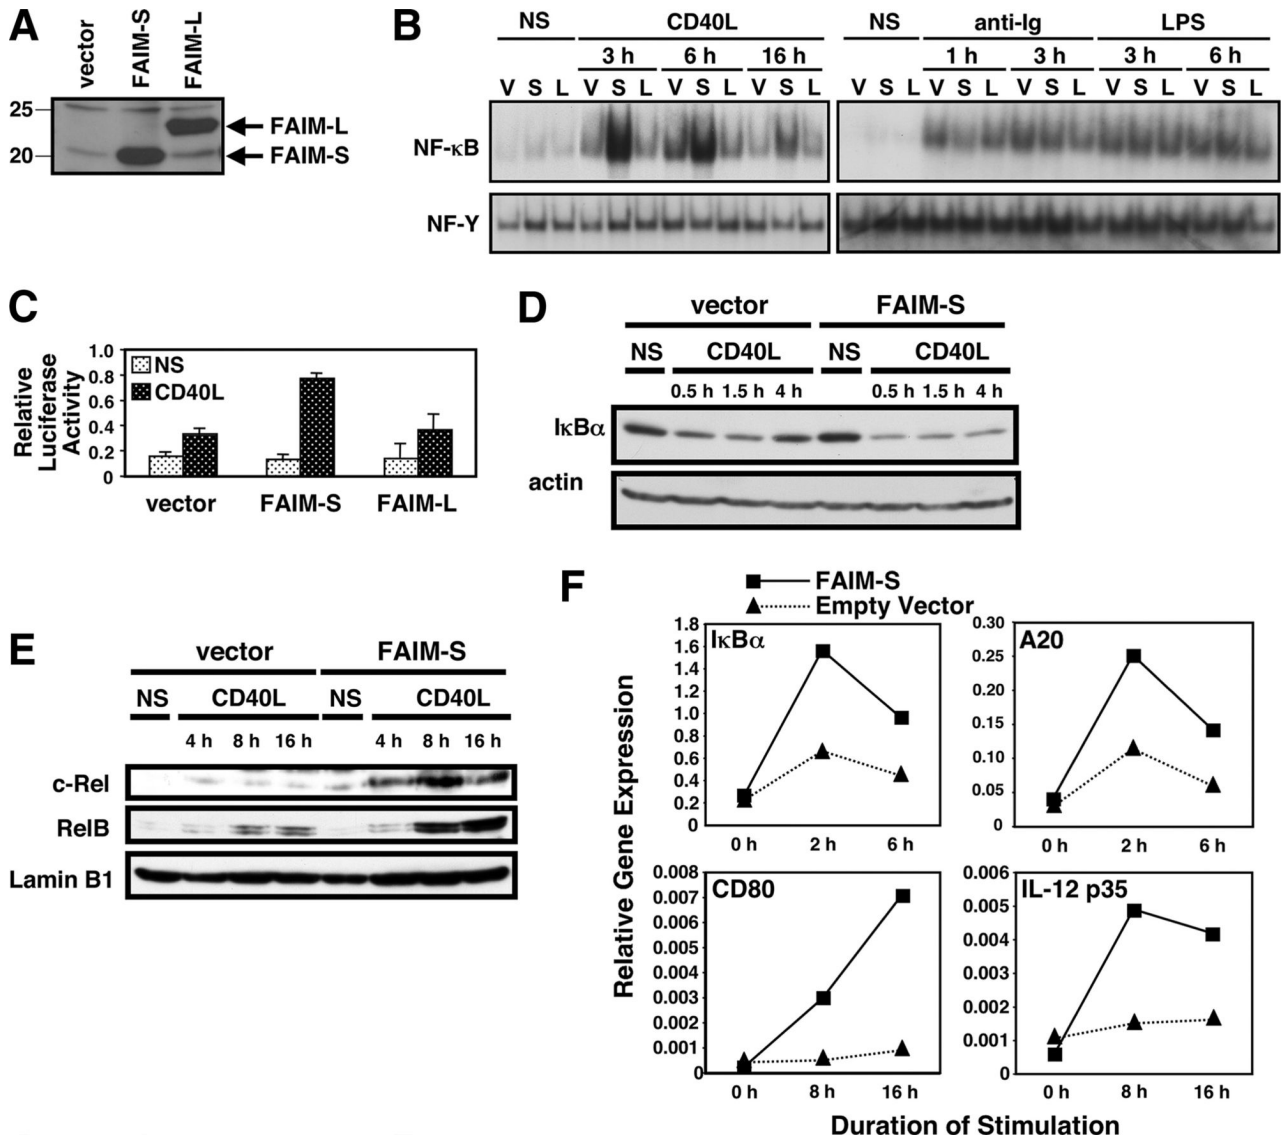 A
vector
FAIM-S
FAIM-L
25
20
FAIM-L
FAIM-S
B
NS CD40L NS anti-Ig LPS
3 h 6 h 16 h 1 h 3 h 3 h 6 h
V S L V S L V S L V S L V S L V S L V S L V S L V S L
NF-κB
NF-Y
C
Relative Luciferase Activity
1.0
0.8
0.6
0.4
0.2
0
NS
CD40L
vector FAIM-S FAIM-L
D
vector FAIM-S
NS CD40L NS CD40L
0.5 h 1.5 h 4 h 0.5 h 1.5 h 4 h
IκBα
actin
E
vector FAIM-S
NS CD40L NS CD40L
4 h 8 h 16 h 4 h 8 h 16 h
c-Rel
RelB
Lamin B1
F
FAIM-S
Empty Vector
Relative Gene Expression
IκBα
1.8
1.6
1.4
1.2
1.0
0.8
0.6
0.4
0.2
0
0 h 2 h 6 h
A20
0.30
0.25
0.20
0.15
0.10
0.05
0
0 h 2 h 6 h
CD80
0.008
0.007
0.006
0.005
0.004
0.003
0.002
0.001
0
0 h 8 h 16 h
IL-12 p35
0.006
0.005
0.004
0.003
0.002
0.001
0
0 h 8 h 16 h
Duration of Stimulation